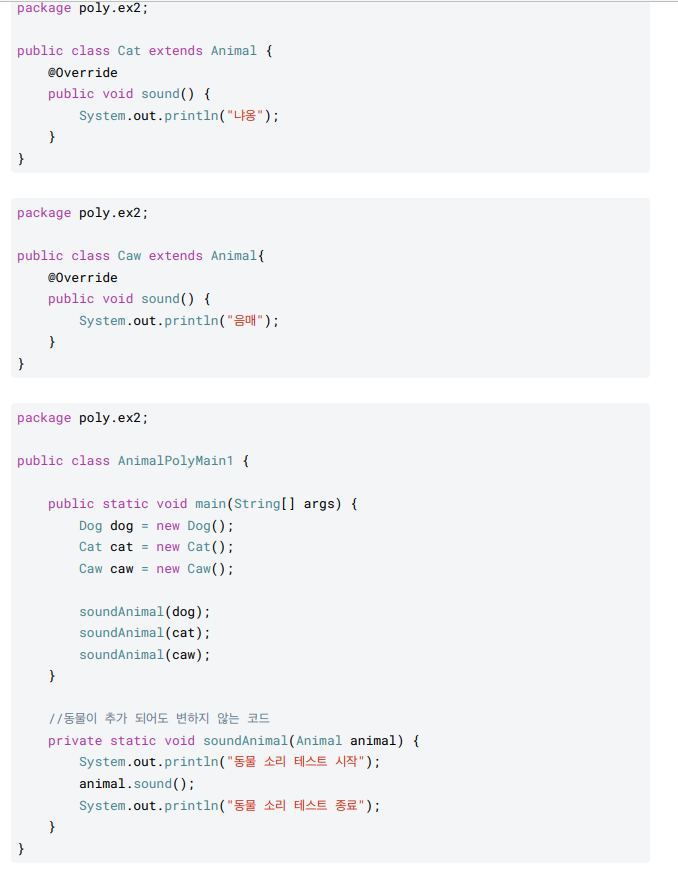 package poly.ex2;
public class Cat extends Animal {
@Override
public void sound() {
System.out.println("냐옹");
}
}
package poly.ex2;
public class Caw extends Animal{
@Override
public void sound() {
System.out.println("음매");
}
}
package poly.ex2;
public class AnimalPolyMain1 {
public static void main(String[] args) {
Dog dog = new Dog();
Cat cat = new Cat();
Caw caw = new Caw();
soundAnimal(dog);
soundAnimal(cat);
soundAnimal(caw);
}
//동물이 추가 되어도 변하지 않는 코드
private static void soundAnimal(Animal animal) {
System.out.println("동물 소리 테스트 시작");
animal.sound();
System.out.println("동물 소리 테스트 종료");
}
}